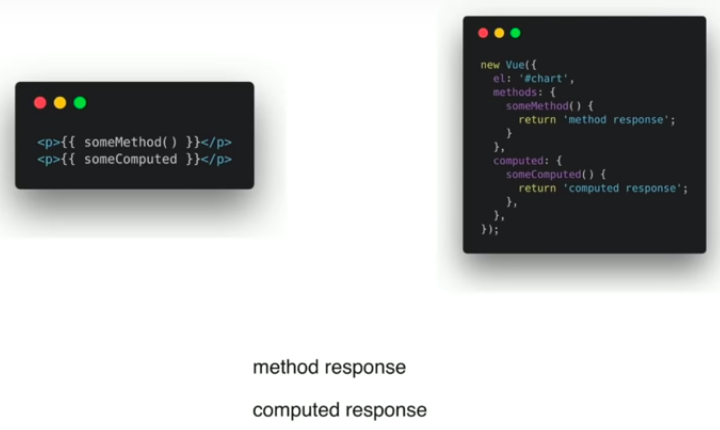 <p>{{ someMethod() }}</p>
<p>{{ someComputed }}</p>
new Vue({
  el: '#chart',
  methods: {
    someMethod() {
      return 'method response';
    }
  },
  computed: {
    someComputed() {
      return 'computed response';
    },
  },
});
method response
computed response